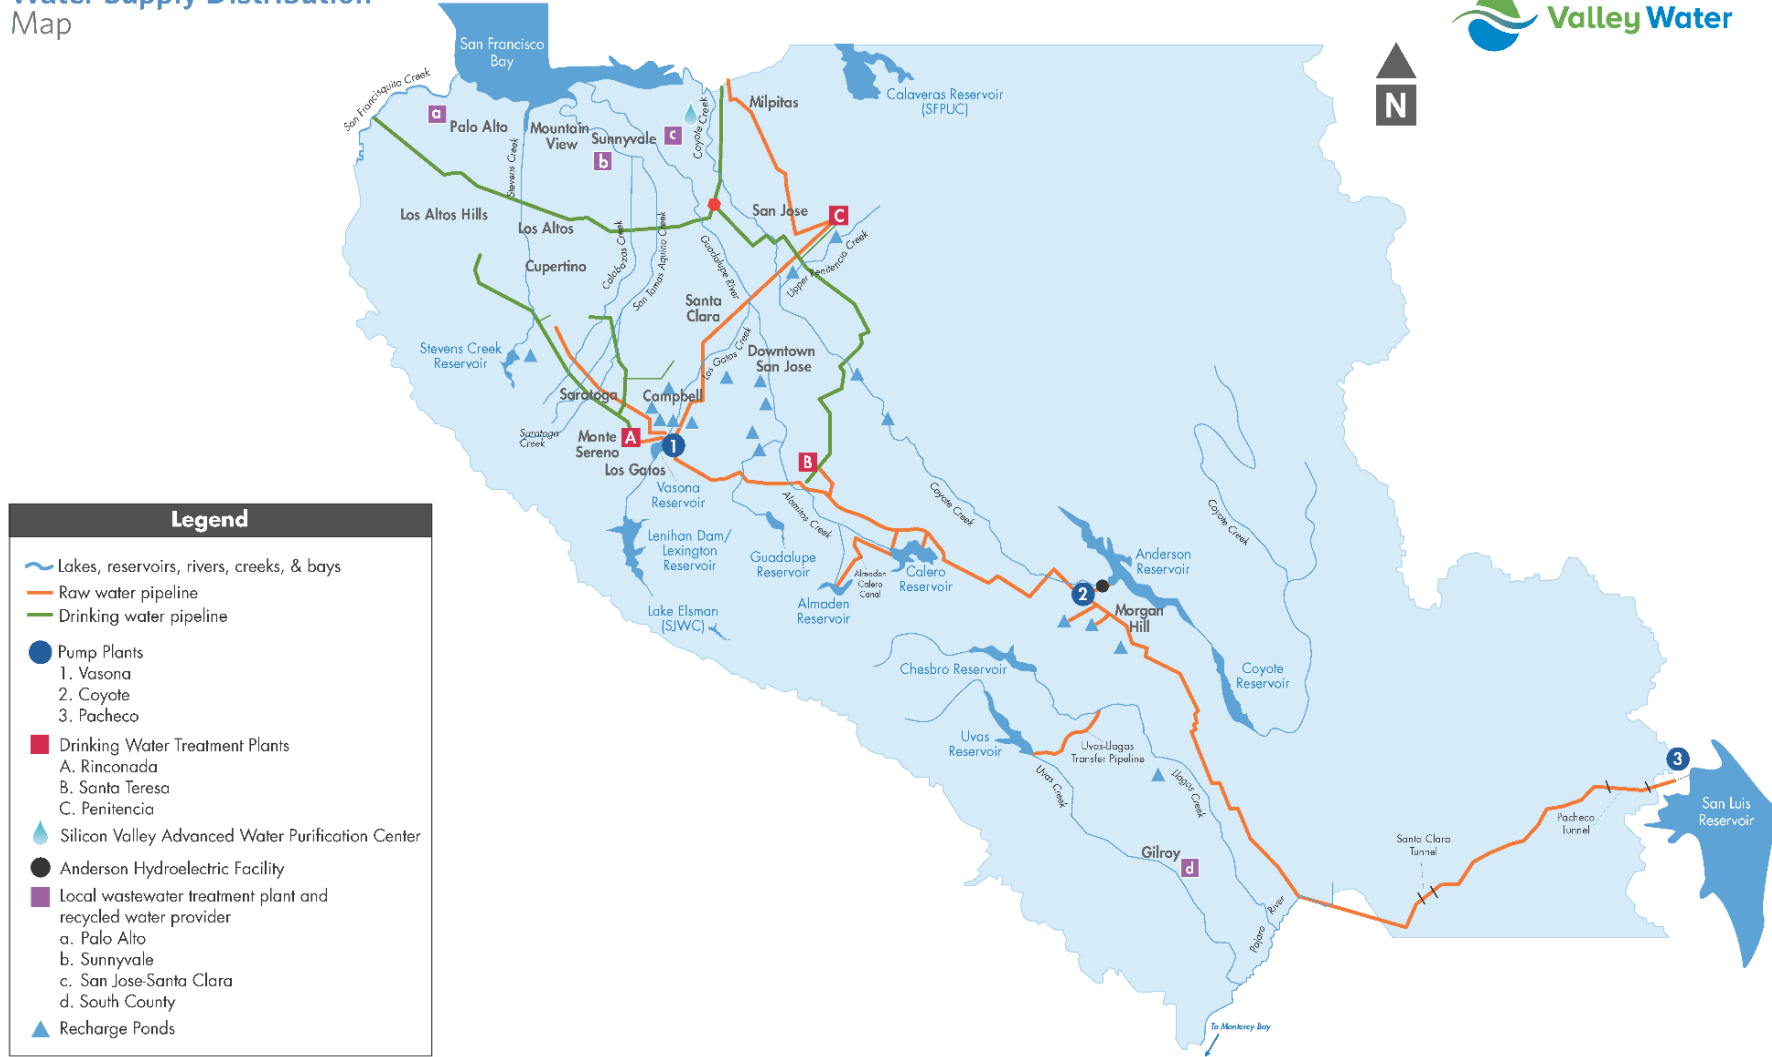 Water Supply Distribution
Map
Valley Water
N
San Francisco
Bay
San Francisquito Creek
a
Palo Alto
Mountain
View
Sunnyvale
b
c
Coyote Creek
Milpitas
Calaveras Reservoir
(SFPUC)
Stevens Creek
Los Altos Hills
Los Altos
San Jose
C
Cupertino
Calabazas Creek
San Tomas Aquino Creek
Guadalupe River
Upper Penitencia Creek
Santa
Clara
Stevens Creek
Reservoir
Los Gatos Creek
Downtown
San Jose
Saratoga
Campbell
Saratoga
Creek
Monte
Sereno
A
1
Los Gatos
B
Vasona
Reservoir
Alamitos Creek
Coyote Creek
Coyote Creek
Lenihan Dam/
Lexington
Reservoir
Guadalupe
Reservoir
Almaden
Calero
Canal
Calero
Reservoir
Anderson
Reservoir
2
Almaden
Reservoir
Lake Elsman
(SJWC)
Morgan
Hill
Chesbro Reservoir
Coyote
Reservoir
Uvas
Reservoir
Uvas-Llagas
Transfer Pipeline
Uvas Creek
Llagas Creek
3
San Luis
Reservoir
Pacheco
Tunnel
Santa Clara
Tunnel
Gilroy
d
Pajaro River
To Monterey Bay
Legend
Lakes, reservoirs, rivers, creeks, & bays
Raw water pipeline
Drinking water pipeline
Pump Plants
1. Vasona
2. Coyote
3. Pacheco
Drinking Water Treatment Plants
A. Rinconada
B. Santa Teresa
C. Penitencia
Silicon Valley Advanced Water Purification Center
Anderson Hydroelectric Facility
Local wastewater treatment plant and
recycled water provider
a. Palo Alto
b. Sunnyvale
c. San Jose-Santa Clara
d. South County
Recharge Ponds